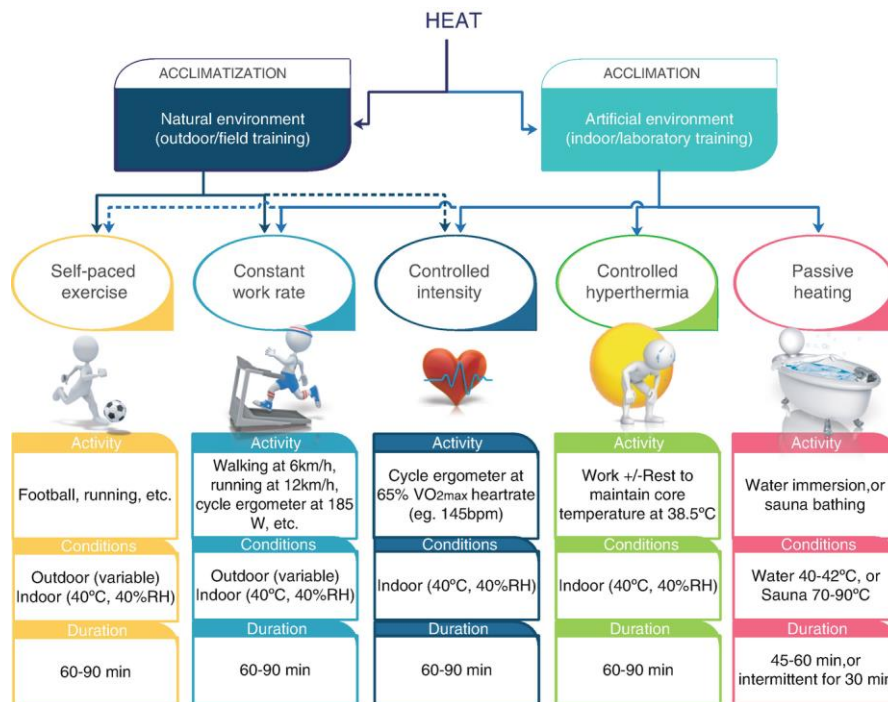 HEAT
ACCLIMATIZATION
Natural environment
(outdoor/field training)
ACCLIMATION
Artificial environment
(indoor/laboratory training)
Self-paced
exercise
Constant
work rate
Controlled
intensity
Controlled
hyperthermia
Passive
heating
Activity
Football, running, etc.
Conditions
Outdoor (variable)
Indoor (40ºC, 40%RH)
Duration
60-90 min
Activity
Walking at 6km/h,
running at
12km/h,
cycle ergometer at 185
W, etc.
Conditions
Outdoor (variable)
Indoor (40ºC, 40%RH)
Duration
60-90 min
Activity
Cycle ergometer at
65% VO2max heartrate
(eg. 145bpm)
Conditions
Indoor (40ºC, 40%RH)
Duration
60-90 min
Activity
Work +/-Rest to
maintain core
temperature at 38.5ºC
Conditions
Indoor (40ºC, 40%RH)
Duration
60-90 min
Activity
Water immersion,or
sauna bathing
Conditions
Water 40-42ºC, or
Sauna 70-90ºC
Duration
45-60 min,or
intermittent for 30 min